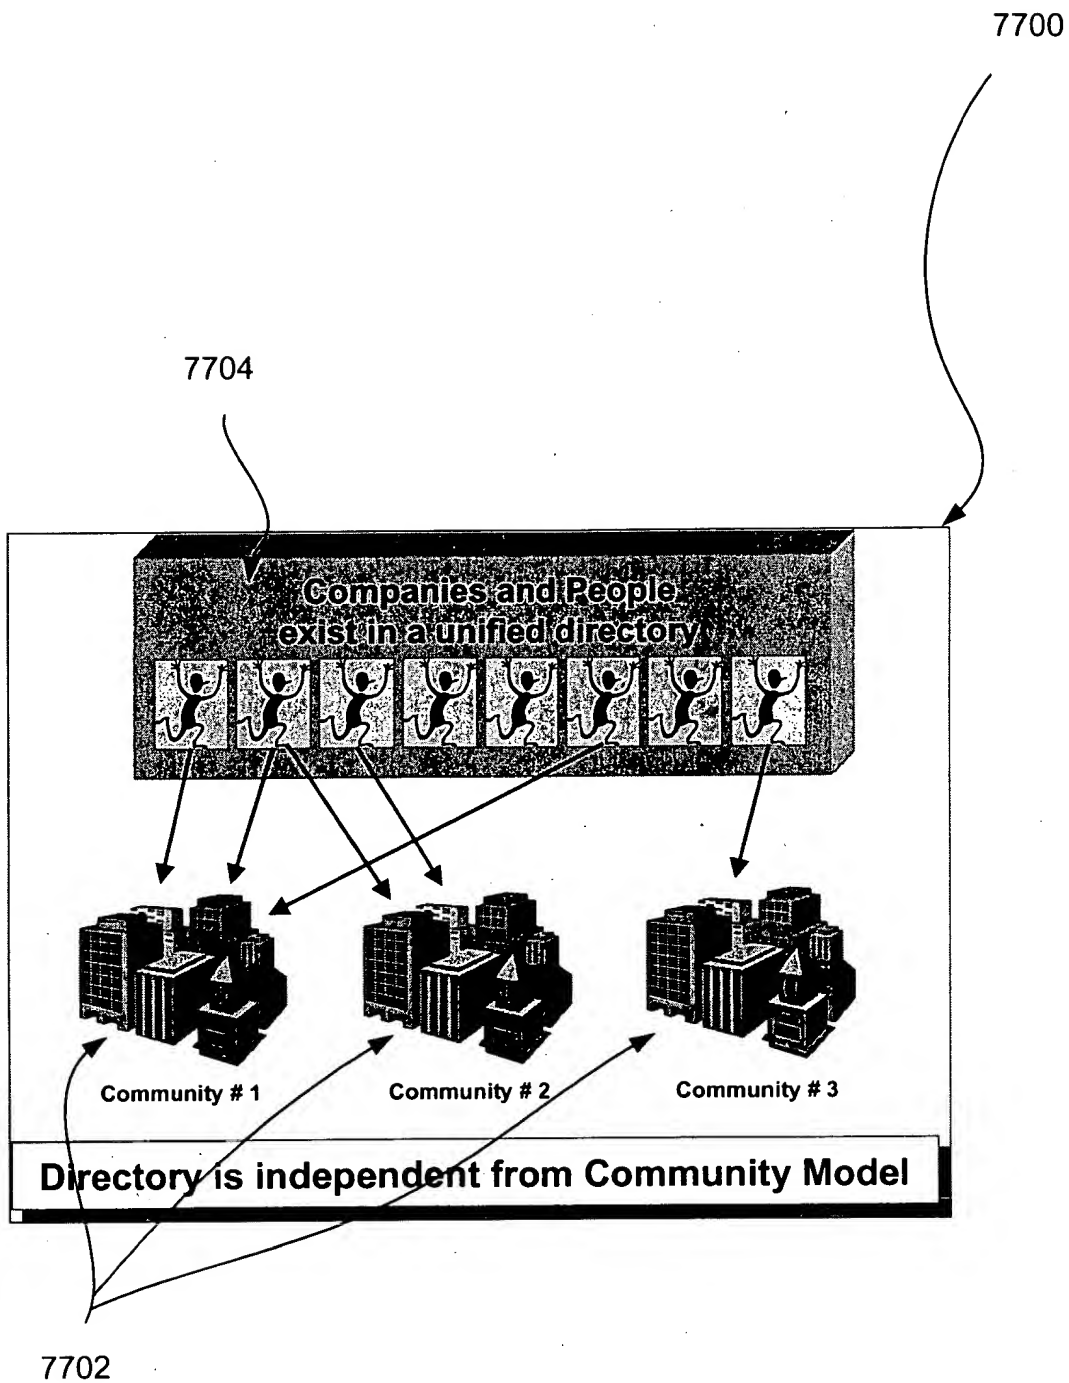 7700
7704
Companies and People
exist in a unified directory
Community # 1
Community # 2
Community # 3
Directory is independent from Community Model
7702